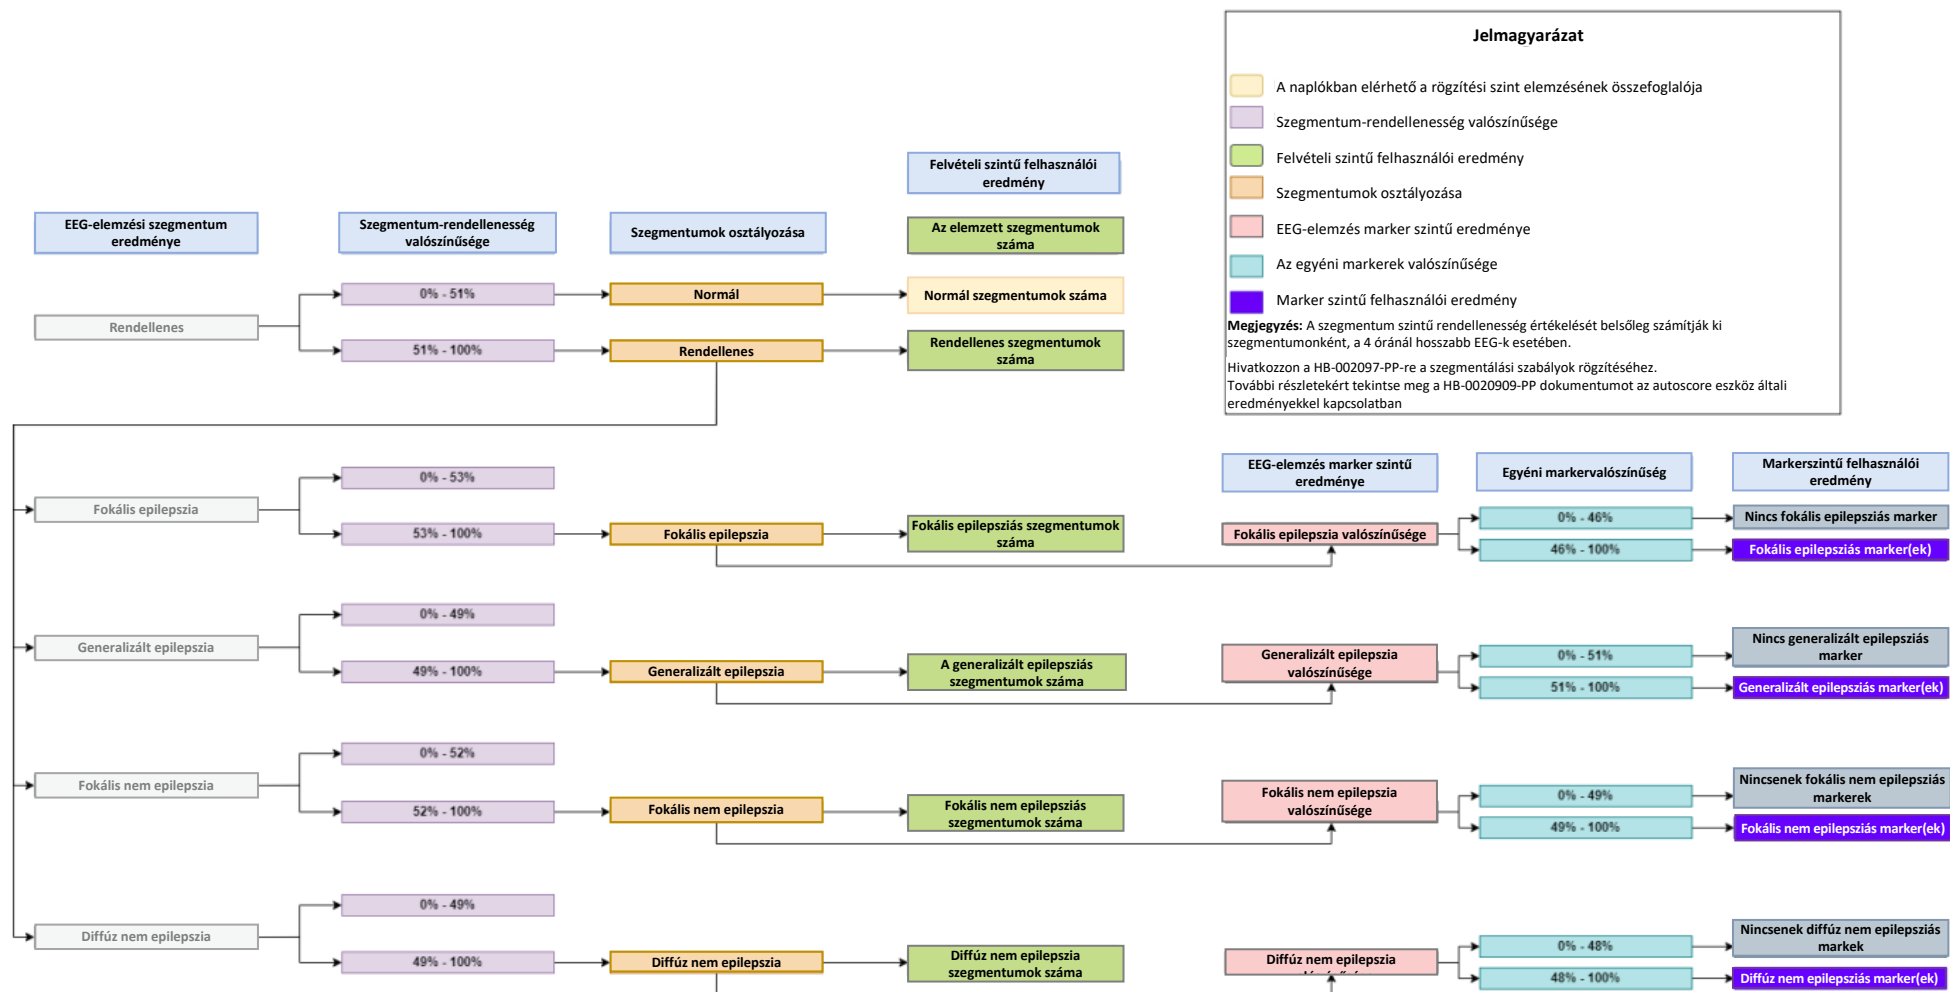 Jelmagyarázat
A naplókban elérhető a rögzítési szint elemzésének összefoglalója
Szegmentum-rendellenesség valószínűsége
Felvételi szintű felhasználói eredmény
Szegmentumok osztályozása
EEG-elemzés marker szintű eredménye
Az egyéni markerek valószínűsége
Marker szintű felhasználói eredmény
Megjegyzés: A szegmentum szintű rendellenesség értékelését belsőleg számítják ki
szegmentumonként, a 4 óránál hosszabb EEG-k esetében.
Hivatkozzon a HB-002097-PP-re a szegmentálási szabályok rögzítéséhez.
További részletekért tekintse meg a HB-0020909-PP dokumentumot az autoscore eszköz általi
eredményekkel kapcsolatban
EEG-elemzési szegmentum
eredménye
Szegmentum-rendellenesség
valószínűsége
Szegmentumok osztályozása
Felvételi szintű felhasználói
eredmény
Az elemzett szegmentumok
száma
Rendellenes
0% - 51%
Normál
Normál szegmentumok száma
51% - 100%
Rendellenes
Rendellenes szegmentumok
száma
EEG-elemzés marker szintű
eredménye
Egyéni markervalószínűség
Markerszintű felhasználói
eredmény
Fokális epilepszia
0% - 53%
53% - 100%
Fokális epilepszia
Fokális epilepsziás szegmentumok
száma
Fokális epilepszia valószínűsége
0% - 46%
Nincs fokális epilepsziás marker
46% - 100%
Fokális epilepsziás marker(ek)
Generalizált epilepszia
0% - 49%
49% - 100%
Generalizált epilepszia
A generalizált epilepsziás
szegmentumok száma
Generalizált epilepszia
valószínűsége
0% - 51%
Nincs generalizált epilepsziás
marker
51% - 100%
Generalizált epilepsziás marker(ek)
Fokális nem epilepszia
0% - 52%
52% - 100%
Fokális nem epilepszia
Fokális nem epilepsziás
szegmentumok száma
Fokális nem epilepszia
valószínűsége
0% - 49%
Nincsenek fokális nem epilepsziás
markerek
49% - 100%
Fokális nem epilepsziás marker(ek)
Diffúz nem epilepszia
0% - 49%
49% - 100%
Diffúz nem epilepszia
Diffúz nem epilepszia
szegmentumok száma
Diffúz nem epilepszia
0% - 48%
Nincsenek diffúz nem epilepsziás
markek
48% - 100%
Diffúz nem epilepsziás marker(ek)